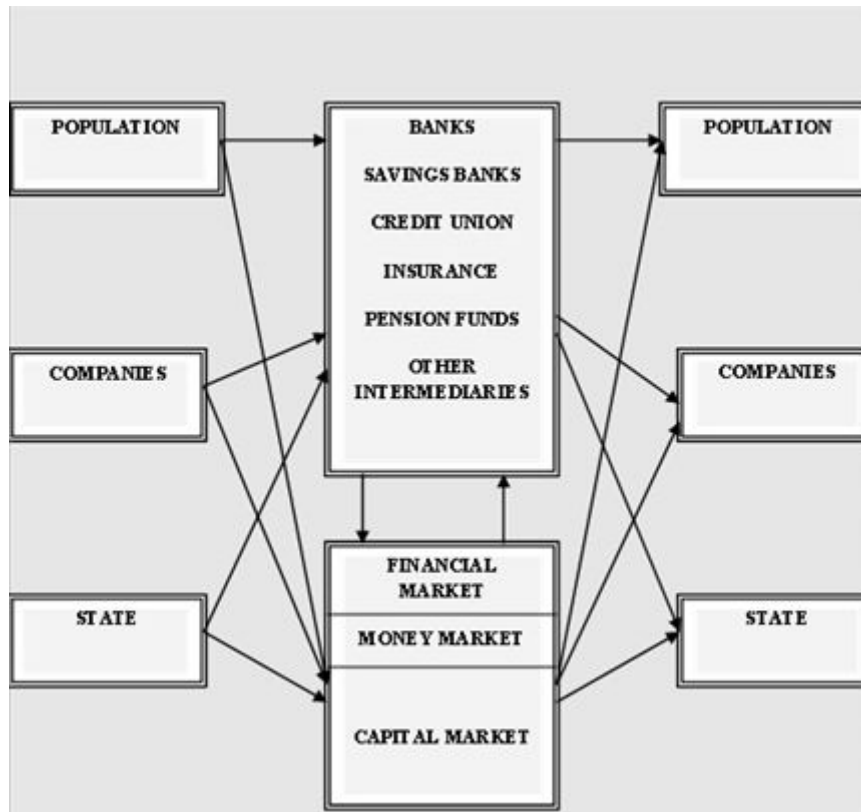 POPULATION
BANKS
POPULATION
SAVINGS BANKS
CREDIT UNION
INSURANCE
PENSION FUNDS
COMPANIES
OTHER
INTERMEDIARIES
COMPANIES
FINANCIAL
MARKET
STATE
MONEY MARKET
STATE
CAPITAL MARKET